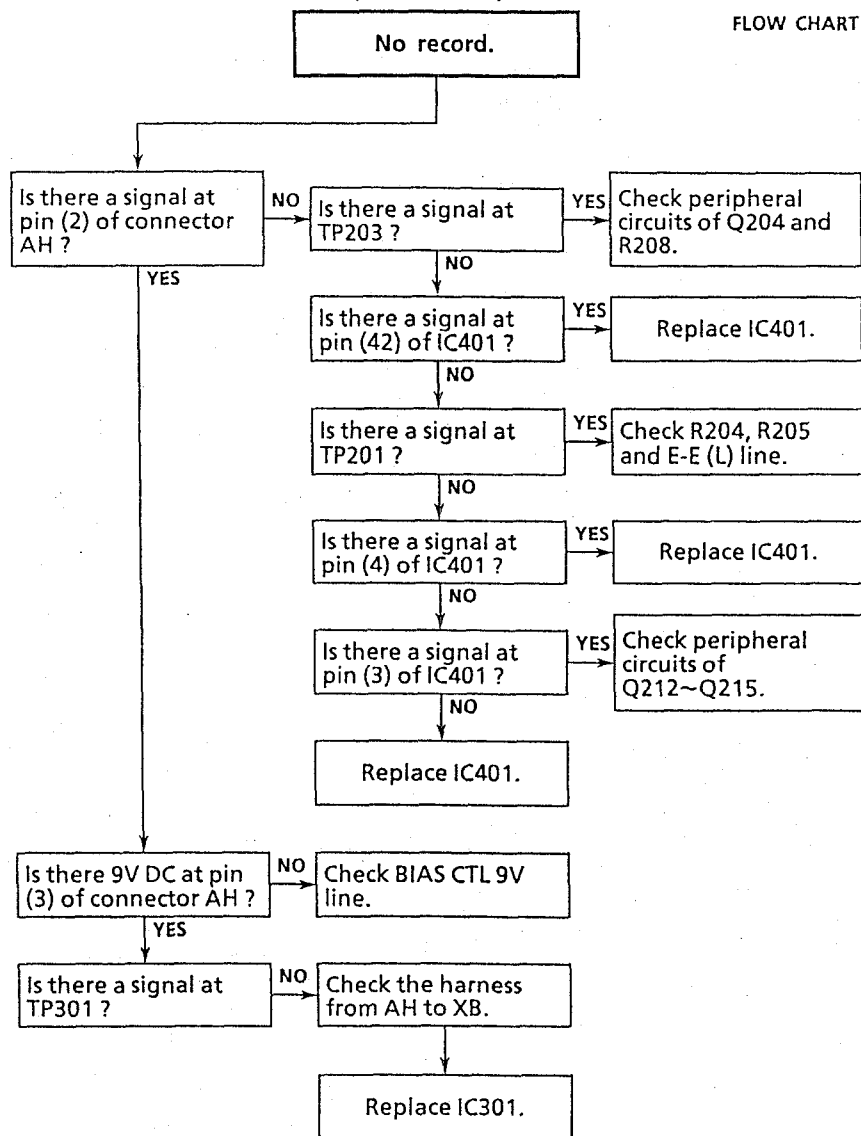 FLOW CHART
No record.
Is there a signal at
pin (2) of connector
AH ?
NO
YES
Is there a signal at
TP203 ?
YES
NO
Check peripheral
circuits of Q204 and
R208.
Is there a signal at
pin (42) of IC401 ?
YES
NO
Replace IC401.
Is there a signal at
TP201 ?
YES
NO
Check R204, R205
and E-E (L) line.
Is there a signal at
pin (4) of IC401 ?
YES
NO
Replace IC401.
Is there a signal at
pin (3) of IC401 ?
YES
NO
Check peripheral
circuits of
Q212~Q215.
Replace IC401.
Is there 9V DC at pin
(3) of connector AH ?
NO
YES
Check BIAS CTL 9V
line.
Is there a signal at
TP301 ?
NO
Check the harness
from AH to XB.
Replace IC301.